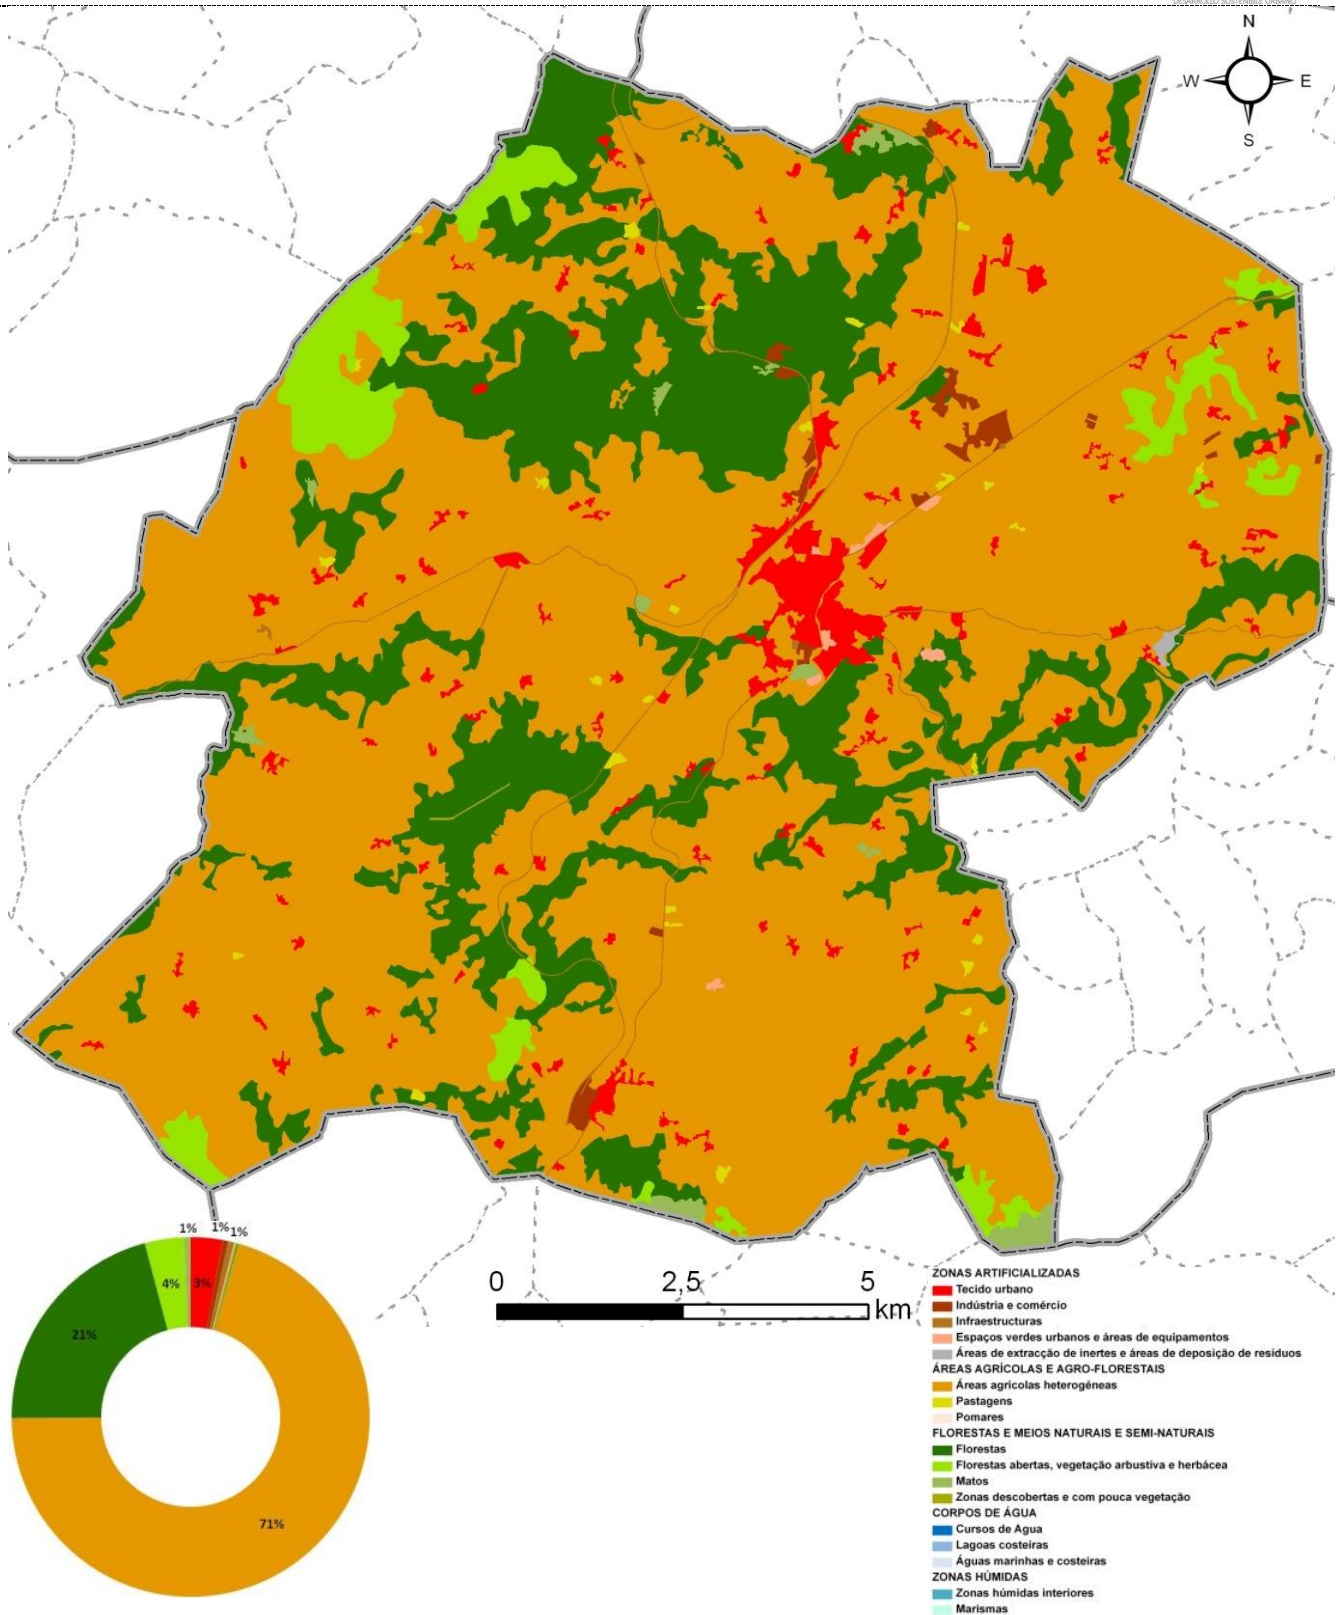 DESARROLLO SOSTENIBLE URBANO
N
W E
S
1% 1% 1%
4% 3%
21%
71%
0 2,5 5
km
ZONAS ARTIFICIALIZADAS
Tecido urbano
Indústria e comércio
Infraestructuras
Espaços verdes urbanos e áreas de equipamentos
Áreas de extracção de inertes e áreas de deposição de resíduos
ÁREAS AGRÍCOLAS E AGRO-FLORESTAIS
Áreas agrícolas heterogéneas
Pastagens
Pomares
FLORESTAS E MEIOS NATURAIS E SEMI-NATURAIS
Florestas
Florestas abertas, vegetação arbustiva e herbácea
Matos
Zonas descobertas e com pouca vegetação
CORPOS DE ÁGUA
Cursos de Agua
Lagoas costeiras
Águas marinhas e costeiras
ZONAS HÚMIDAS
Zonas húmidas interiores
Marismas